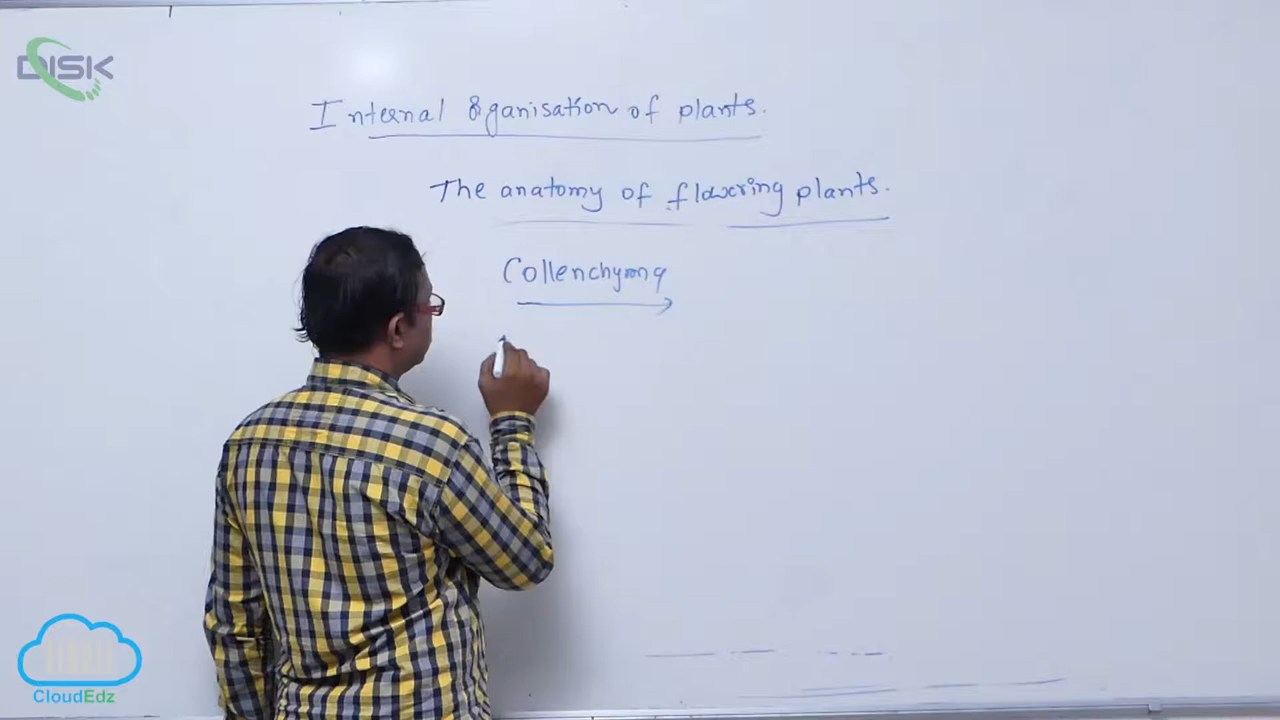 DISK
Internal organisation of plants.
The anatomy of flowering plants.
Collenchyma
CloudEdz